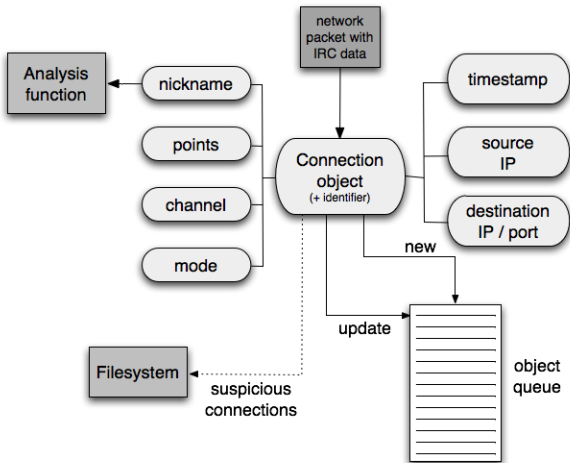 network
packet with
IRC data
Analysis
function
nickname
points
channel
mode
Connection
object
(+ identifier)
timestamp
source
IP
destination
IP / port
new
update
object
queue
Filesystem
suspicious
connections